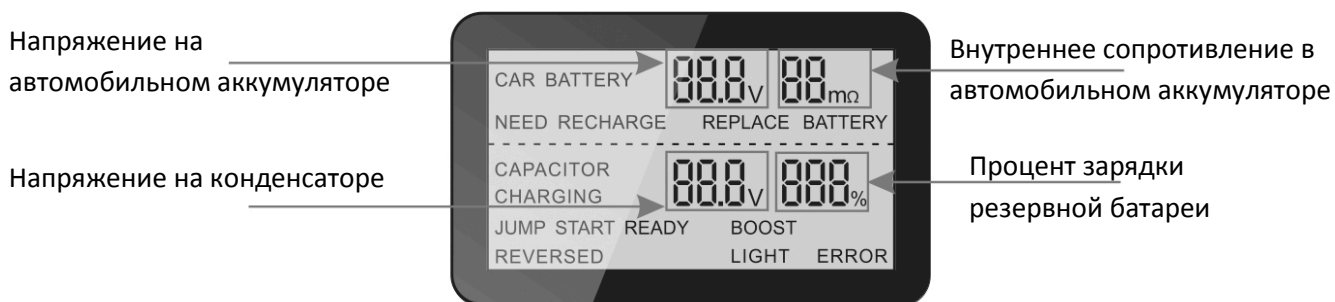 Напряжение на
автомобильном аккумуляторе
CAR BATTERY 88.8V 88mΩ
Внутреннее сопротивление в
автомобильном аккумуляторе
NEED RECHARGE REPLACE BATTERY
Напряжение на конденсаторе
CAPACITOR
CHARGING 88.8V 888%
Процент зарядки
резервной батареи
JUMP START READY BOOST
REVERSED LIGHT ERROR